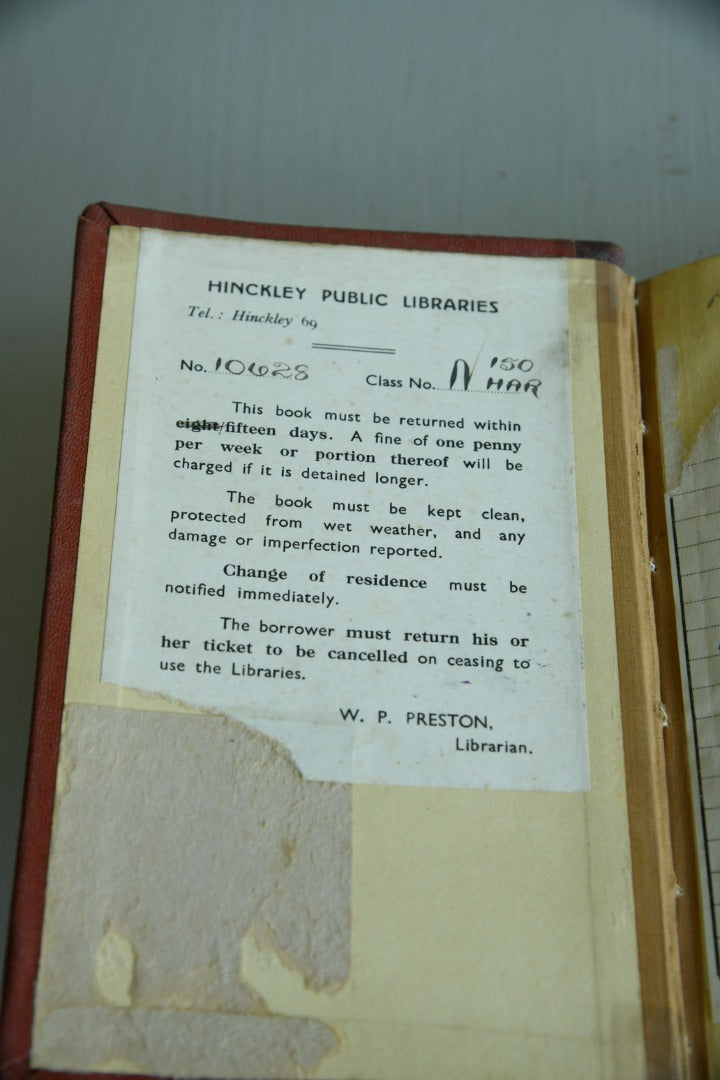 HINCKLEY PUBLIC LIBRARIES
Tel.: Hinckley 69
No. 10628
Class No. N 150 HAR
This book must be returned within
eight/fifteen days. A fine of one penny
per week or portion thereof will be
charged if it is detained longer.
The book must be kept clean,
protected from wet weather, and any
damage or imperfection reported.
Change of residence must be
notified immediately.
The borrower must return his or
her ticket to be cancelled on ceasing to
use the Libraries.
W. P. PRESTON,
Librarian.